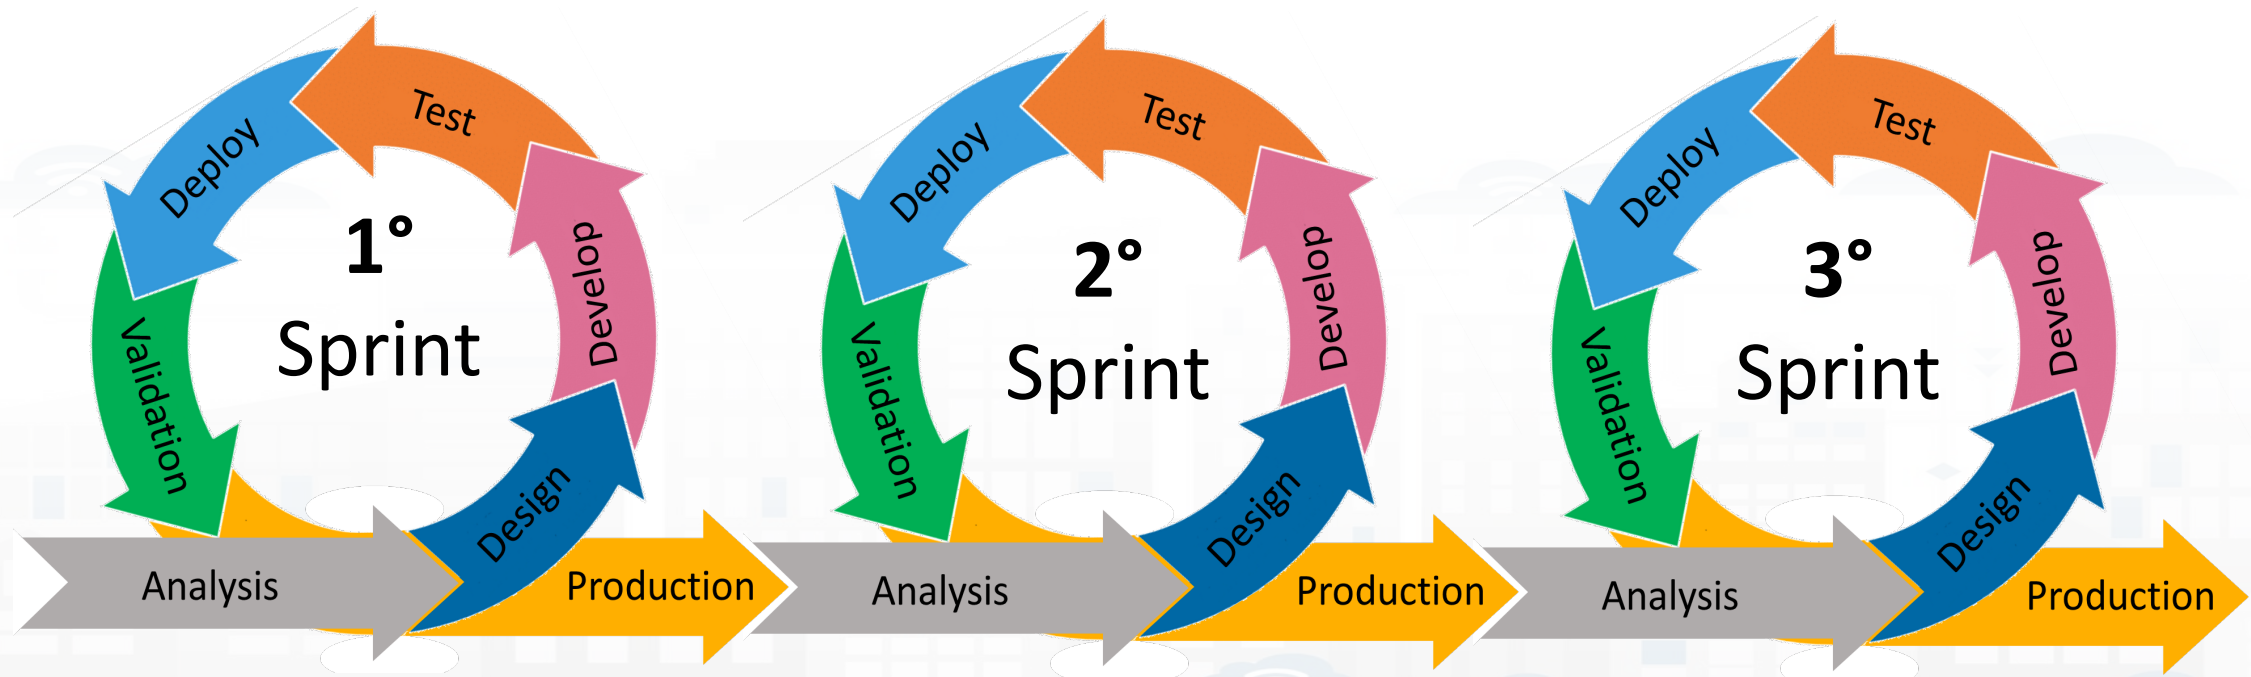 Test
Deploy
1°
Sprint
Develop
Validation
Design
Analysis
Production
Test
Deploy
2°
Sprint
Develop
Validation
Design
Analysis
Production
Test
Deploy
3°
Sprint
Develop
Validation
Design
Analysis
Production